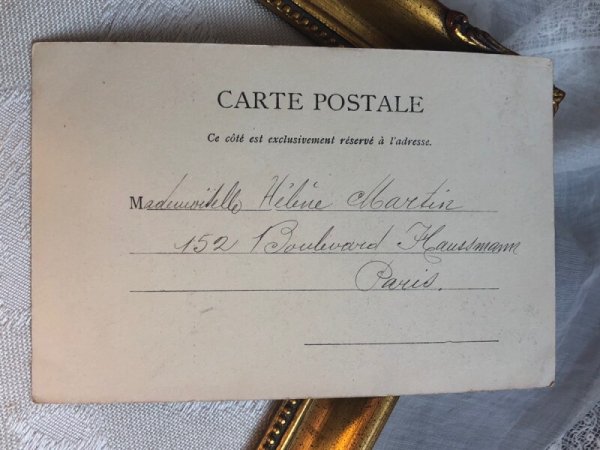 CARTE POSTALE
Ce côté est exclusivement réservé à l'adresse.
Mademoiselle Hélène Martin
152 Boulevard Haussmann
Paris.